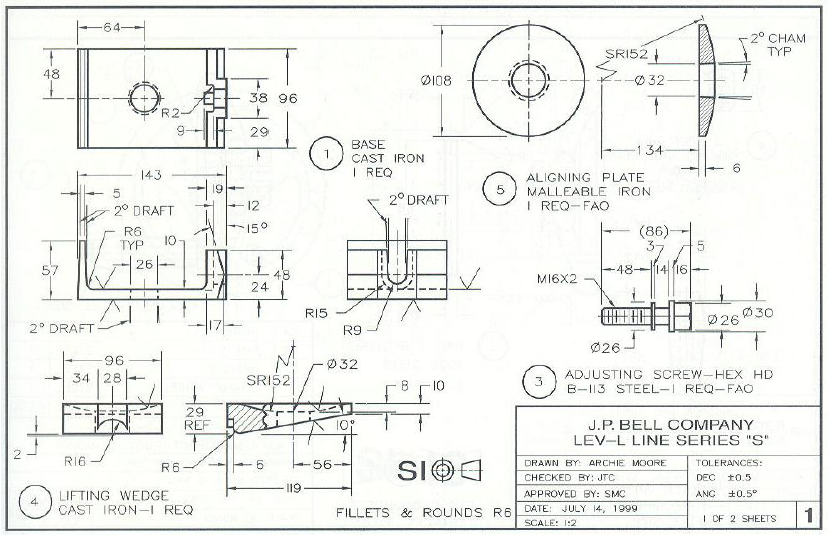 64
48
R2
9
38
96
29
1
BASE
CAST IRON
1 REQ
143
19
5
2° DRAFT
12
R6
TYP
10
15°
57
26
48
24
2° DRAFT
17
2° DRAFT
R15
R9
Ø108
SR152
2° CHAM
TYP
Ø32
134
6
5
ALIGNING PLATE
MALLEABLE IRON
1 REQ-FAO
(86)
3
5
48
14
16
M16X2
Ø26
Ø30
Ø26
3
ADJUSTING SCREW-HEX HD
B-113 STEEL-1 REQ-FAO
96
34
28
2
R16
SR152
Ø32
8
10
29
REF
10°
R6
6
56
119
4
LIFTING WEDGE
CAST IRON-1 REQ
SI
FILLETS & ROUNDS R6
J.P. BELL COMPANY
LEV-L LINE SERIES "S"
DRAWN BY: ARCHIE MOORE
CHECKED BY: JTC
APPROVED BY: SMC
DATE: JULY 14, 1999
SCALE: 1:2
TOLERANCES:
DEC ±0.5
ANG ±0.5°
1 OF 2 SHEETS
1